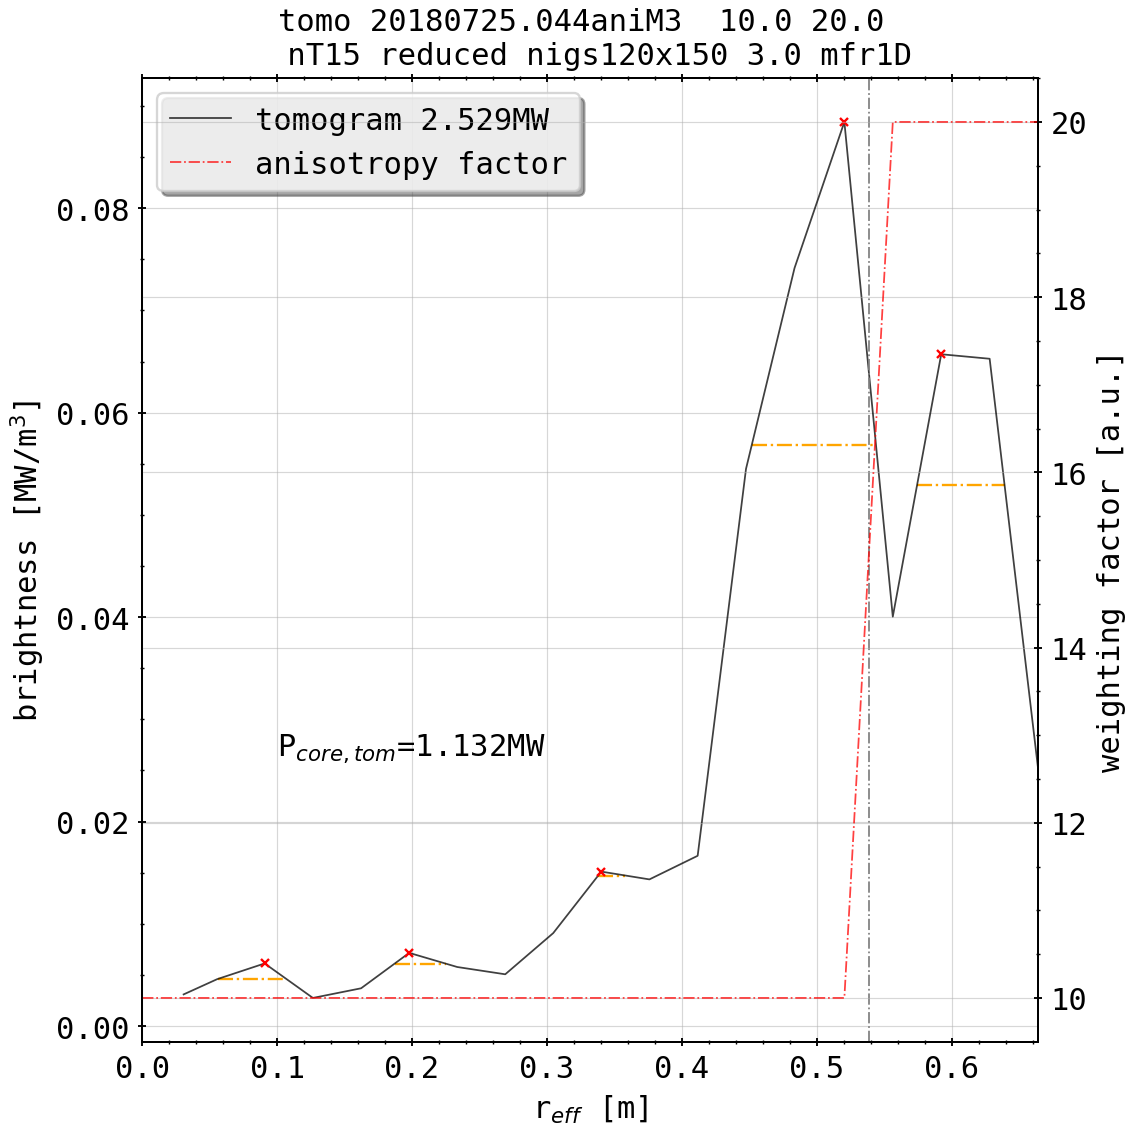 tomo 20180725.044aniM3  10.0 20.0
nT15 reduced nigs120x150 3.0 mfr1D
tomogram 2.529MW
anisotropy factor
brightness [MW/m³]
0.08
0.06
0.04
0.02
0.00
20
18
16
14
12
10
weighting factor [a.u.]
P_core,tom=1.132MW
0.0 0.1 0.2 0.3 0.4 0.5 0.6
r_eff [m]